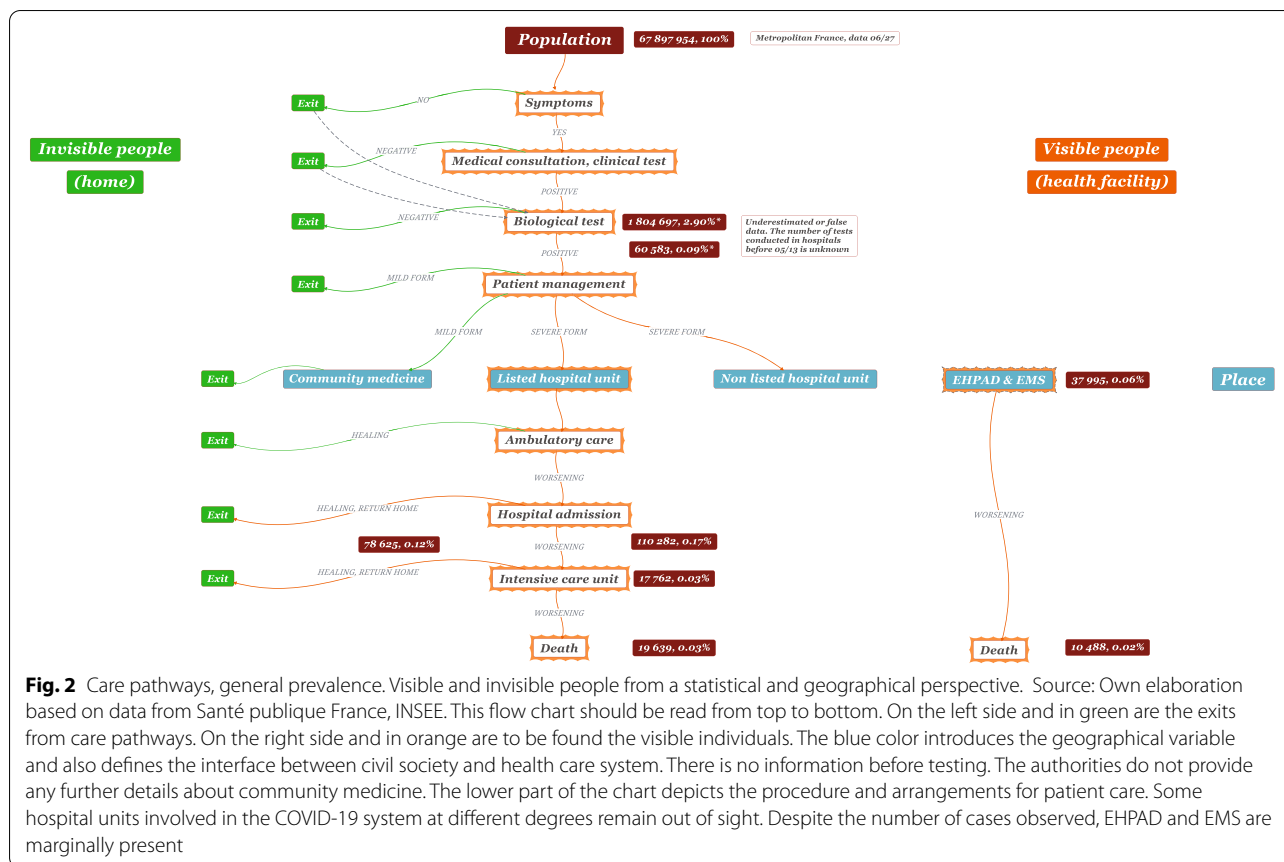 Population
67 897 954, 100%
Metropolitan France, data 06/27
Exit
NO
Symptoms
YES
Invisible people
(home)
Visible people
(health facility)
Exit
NEGATIVE
Medical consultation, clinical test
POSITIVE
Exit
NEGATIVE
Biological test
1 804 697, 2.90%*
60 583, 0.09%*
Underestimated or false
data. The number of tests
conducted in hospitals
before 05/13 is unknown
POSITIVE
Exit
MILD FORM
Patient management
MILD FORM
SEVERE FORM
SEVERE FORM
Exit
Community medicine
Listed hospital unit
Non listed hospital unit
EHPAD & EMS
37 995, 0.06%
Place
Exit
HEALING
Ambulatory care
WORSENING
Exit
HEALING, RETURN HOME
Hospital admission
WORSENING
78 625, 0.12%
WORSENING
110 282, 0.17%
Exit
HEALING, RETURN HOME
Intensive care unit
17 762, 0.03%
WORSENING
Death
19 639, 0.03%
Death
10 488, 0.02%
Fig. 2 Care pathways, general prevalence. Visible and invisible people from a statistical and geographical perspective. Source: Own elaboration
based on data from Santé publique France, INSEE. This flow chart should be read from top to bottom. On the left side and in green are the exits
from care pathways. On the right side and in orange are to be found the visible individuals. The blue color introduces the geographical variable
and also defines the interface between civil society and health care system. There is no information before testing. The authorities do not provide
any further details about community medicine. The lower part of the chart depicts the procedure and arrangements for patient care. Some
hospital units involved in the COVID-19 system at different degrees remain out of sight. Despite the number of cases observed, EHPAD and EMS are
marginally present